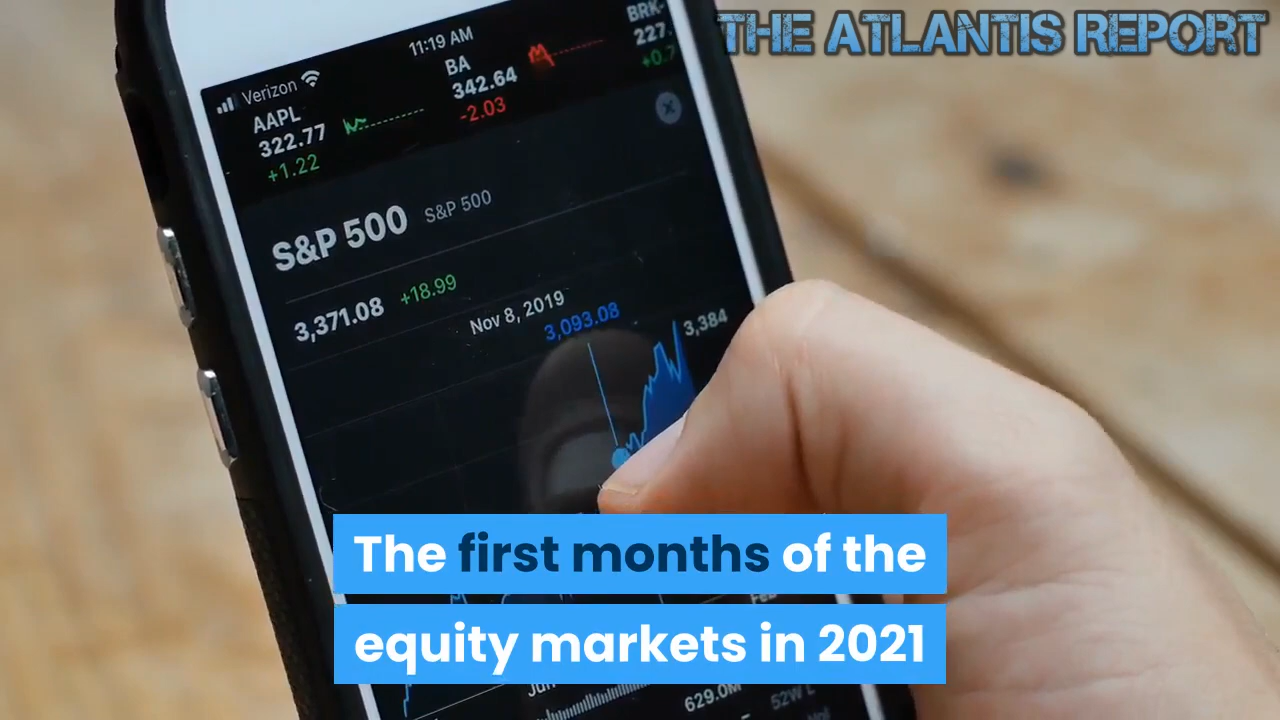 THE ATLANTIS REPORT
11:19 AM
Verizon
AAPL
322.77
+1.22
BA
342.64
-2.03
BRK-
227.
+0.7
S&P 500 S&P 500
3,371.08 +18.99
Nov 8, 2019
3,093.08
3,384
The first months of the
equity markets in 2021
629.0M
52W L